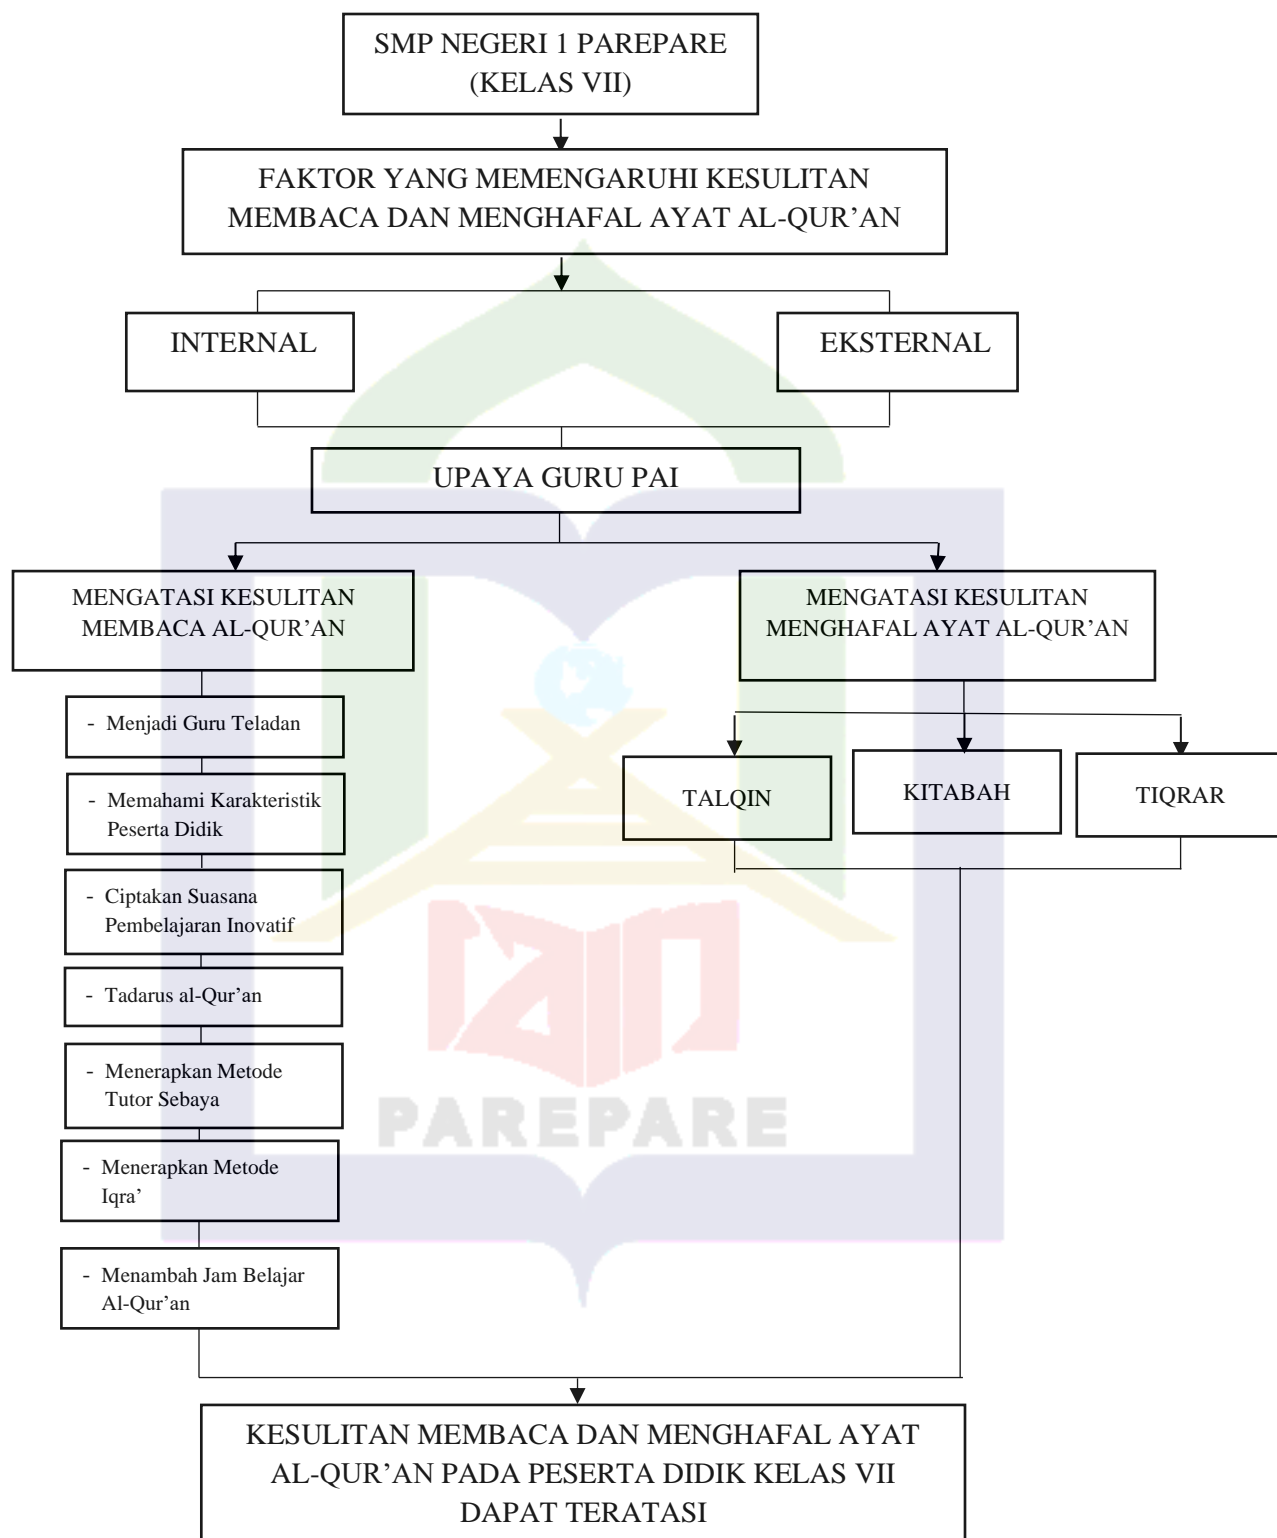 SMP NEGERI 1 PAREPARE
(KELAS VII)
FAKTOR YANG MEMENGARUHI KESULITAN
MEMBACA DAN MENGHAFAL AYAT AL-QUR’AN
INTERNAL
EKSTERNAL
UPAYA GURU PAI
MENGATASI KESULITAN
MEMBACA AL-QUR’AN
MENGATASI KESULITAN
MENGHAFAL AYAT AL-QUR’AN
- Menjadi Guru Teladan
- Memahami Karakteristik
Peserta Didik
- Ciptakan Suasana
Pembelajaran Inovatif
- Tadarus al-Qur’an
- Menerapkan Metode
Tutor Sebaya
- Menerapkan Metode
Iqra’
- Menambah Jam Belajar
Al-Qur’an
TALQIN
KITABAH
TIQRAR
iain
PAREPARE
KESULITAN MEMBACA DAN MENGHAFAL AYAT
AL-QUR’AN PADA PESERTA DIDIK KELAS VII
DAPAT TERATASI